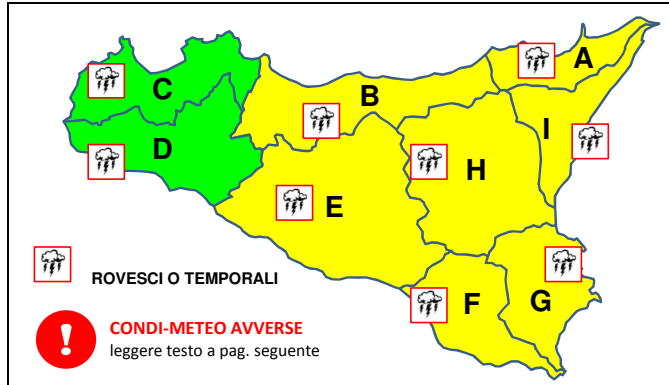 A
C
B
I
D
H
E
F
G
ROVESCI O TEMPORALI
!
CONDI-METEO AVVERSE
leggere testo a pag. seguente